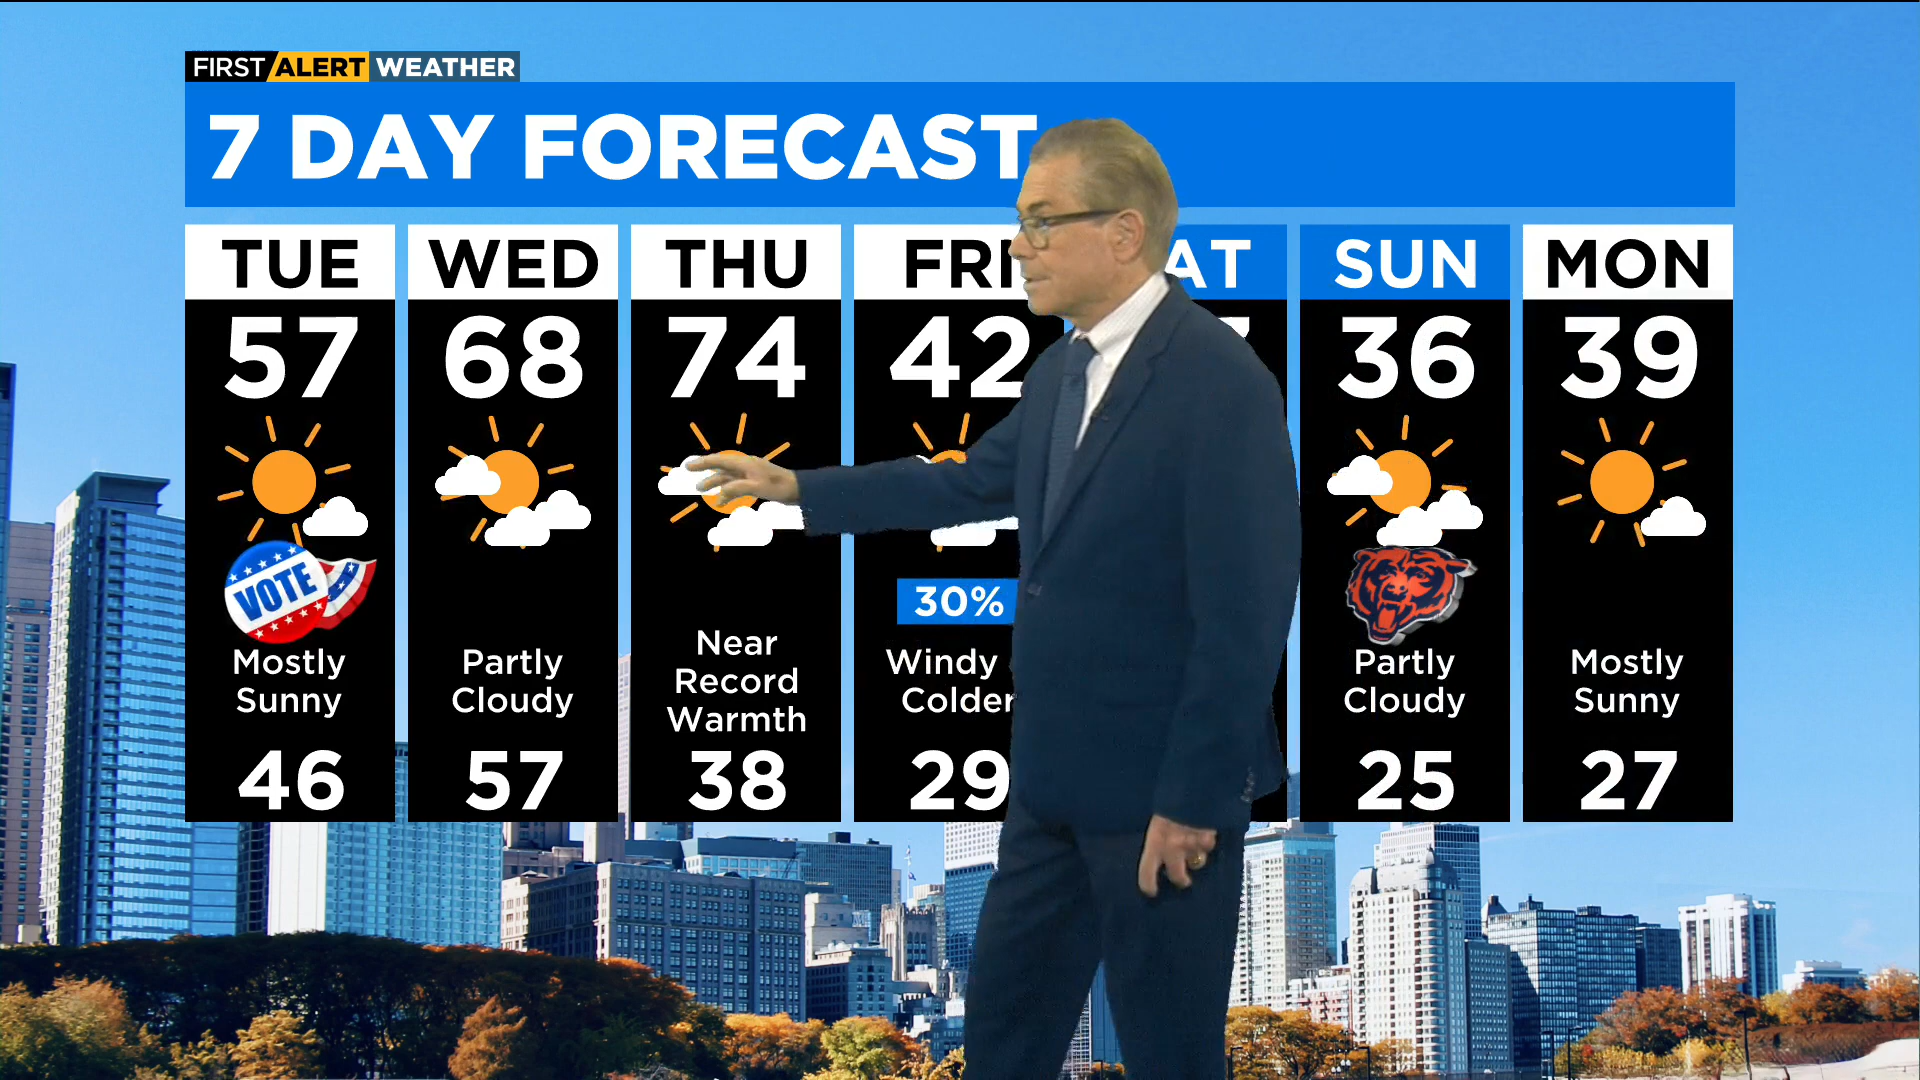 FIRST ALERT WEATHER
7 DAY FORECAST
TUE
57
VOTE
Mostly
Sunny
46
WED
68
Partly
Cloudy
57
THU
74
Near
Record
Warmth
38
FRI
42
30%
Windy
Colder
29
AT
SUN
36
Partly
Cloudy
25
MON
39
Mostly
Sunny
27